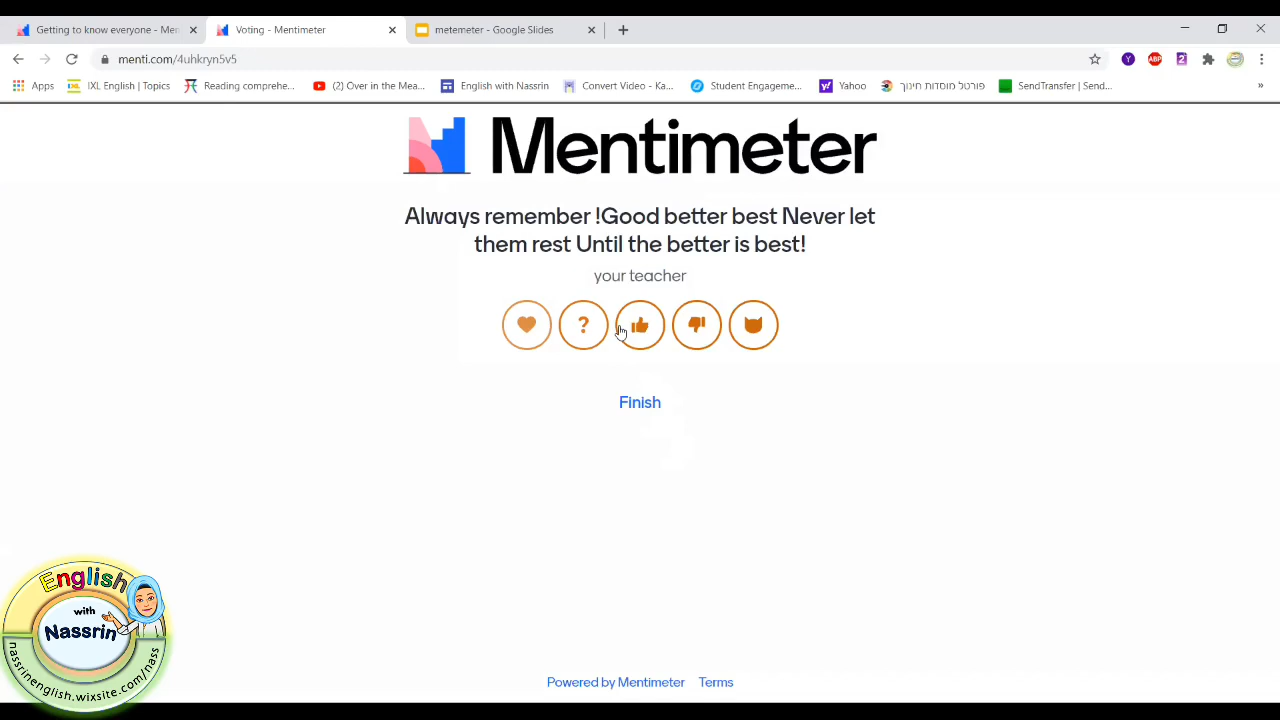 Getting to know everyone - Men
Voting - Mentimeter
metemeter - Google Slides
menti.com/4uhkryn5v5
Y
ABP
2
Apps
IXL English | Topics
Reading comprehe...
(2) Over in the Mea...
English with Nassrin
Convert Video - Ka...
Student Engageme...
Yahoo
פורטל מוסדות חינוך
SendTransfer | Send...
»
Mentimeter
Always remember !Good better best Never let
them rest Until the better is best!
your teacher
?
Finish
English
with
Nassrin
nassrinenglish.wixsite.com/nass
Powered by Mentimeter
Terms